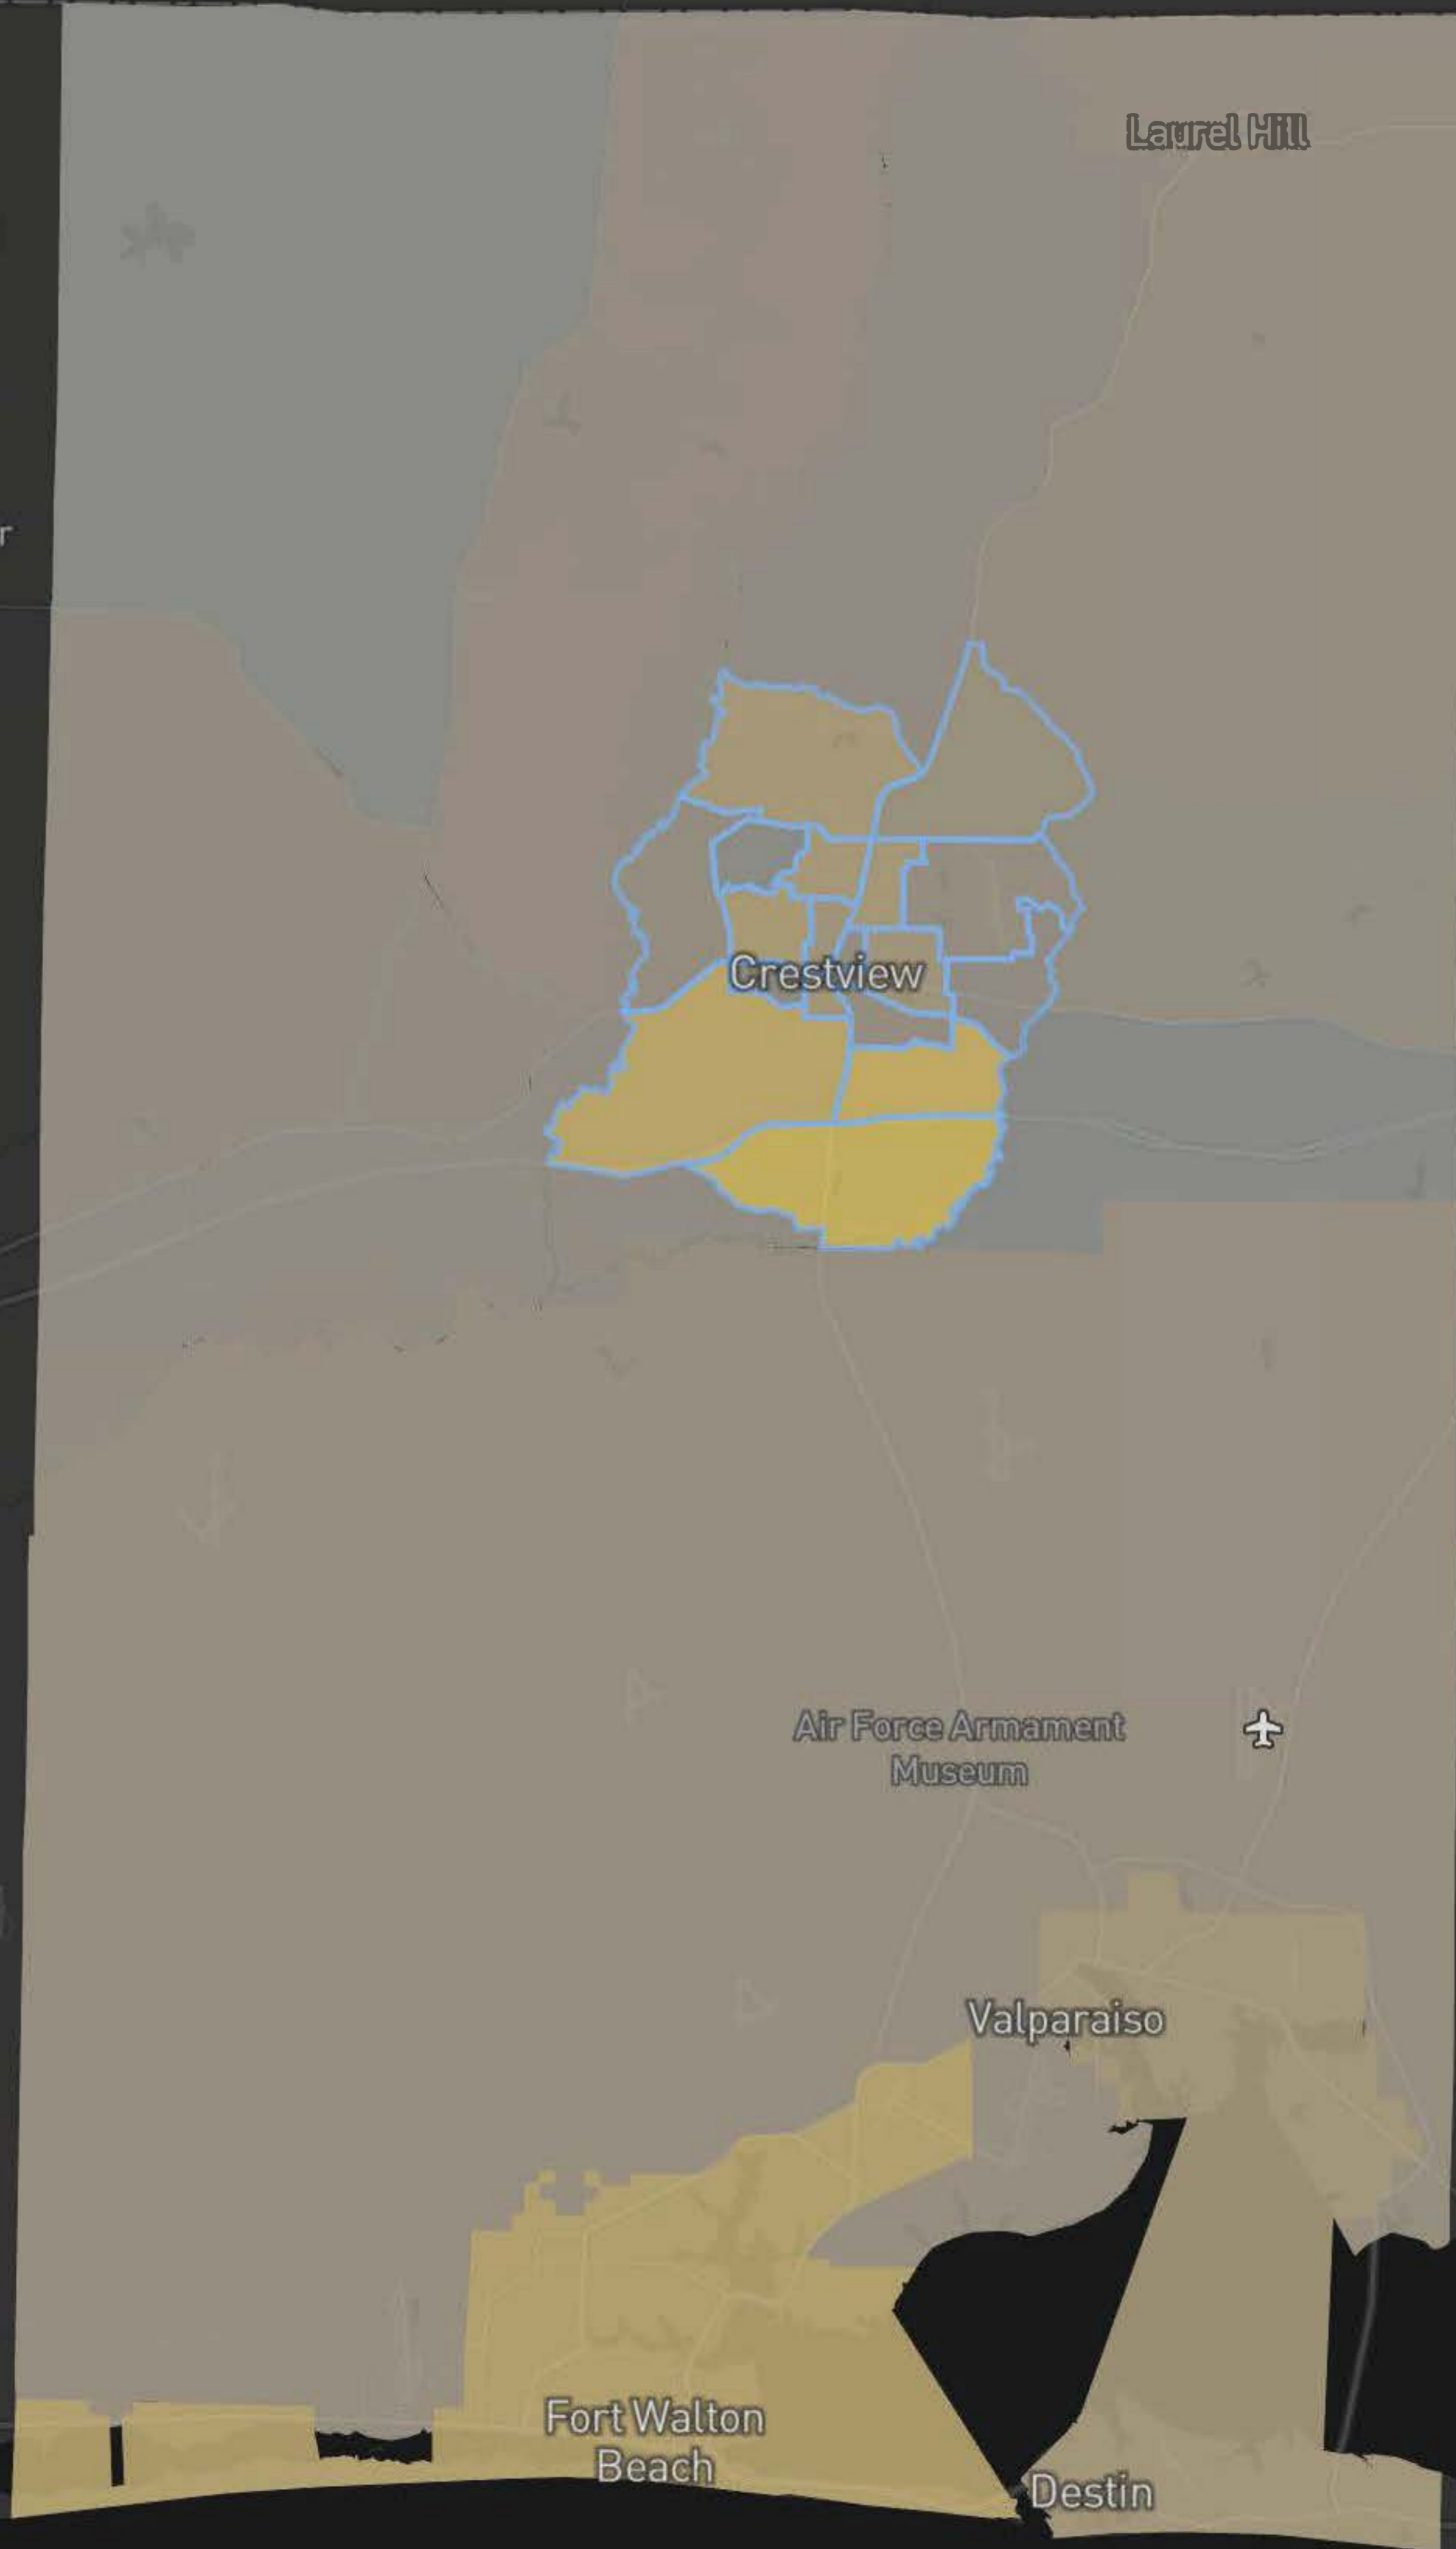 Laurel Hill
r
Crestview
Air Force Armament
Museum
Valparaiso
Fort Walton
Beach
Destin